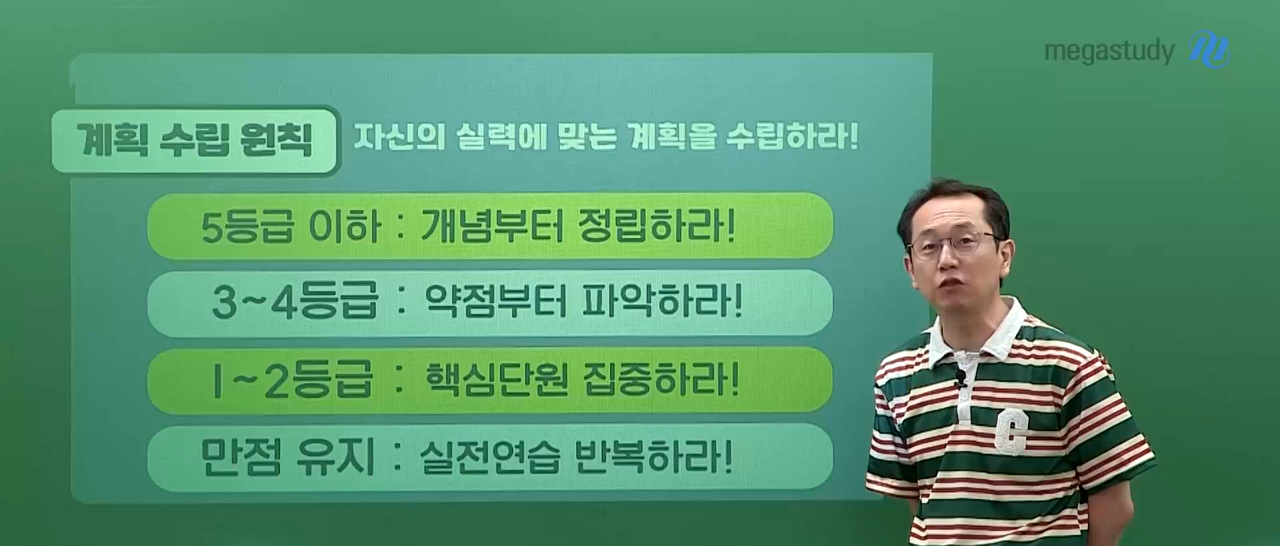 megastudy
계획 수립 원칙 자신의 실력에 맞는 계획을 수립하라!
5등급 이하 : 개념부터 정립하라!
3~4등급 : 약점부터 파악하라!
1~2등급 : 핵심단원 집중하라!
만점 유지 : 실전연습 반복하라!
C